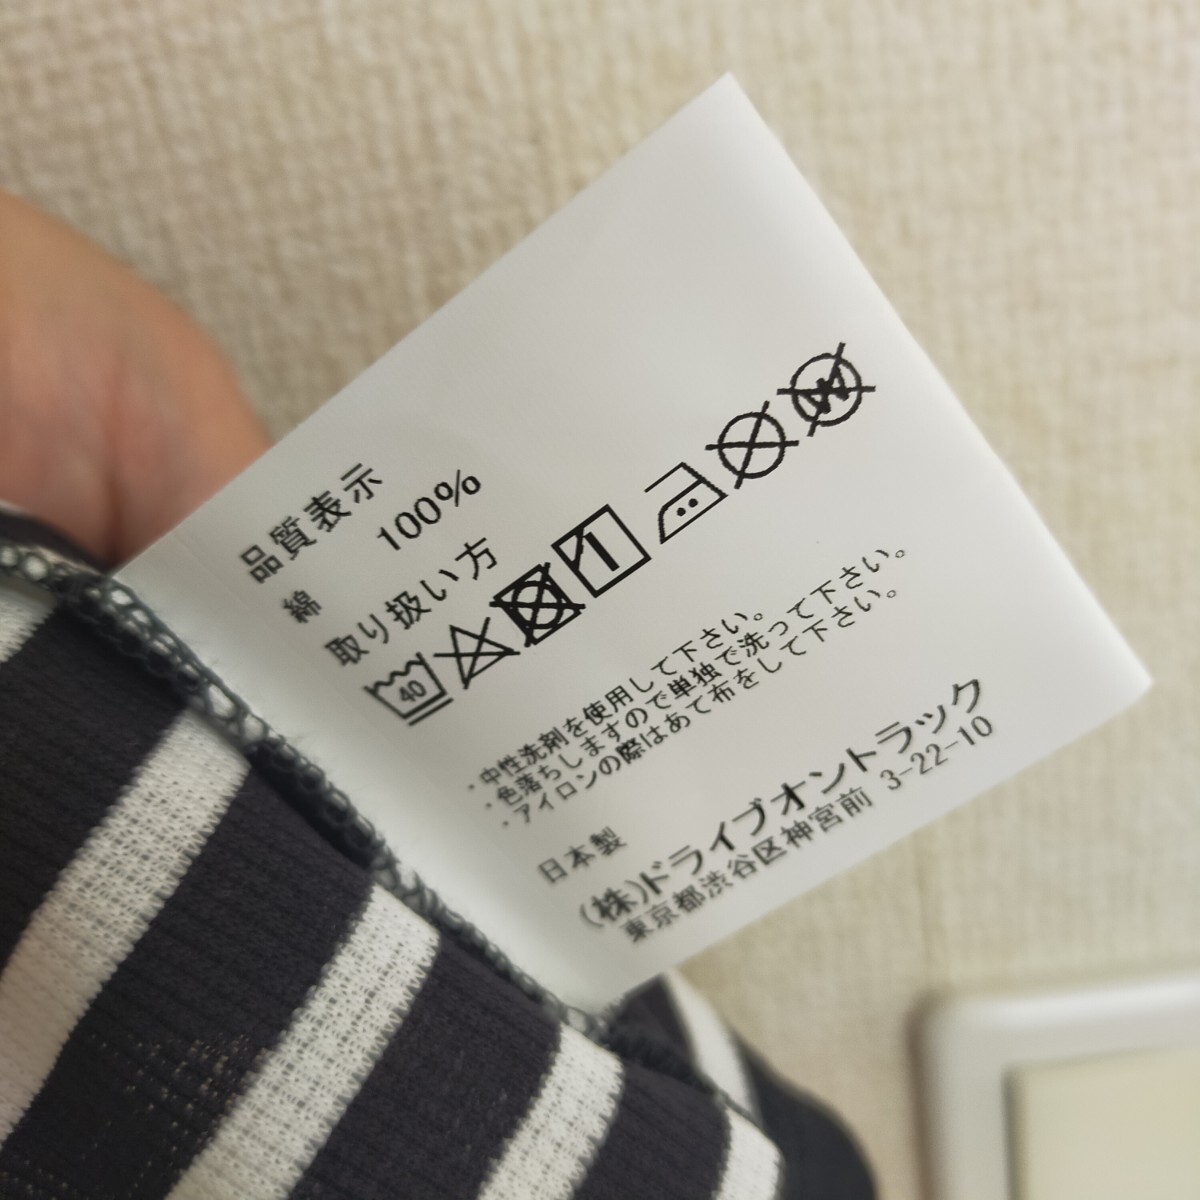 品質表示
綿 100%
取り扱い方
40 W
・中性洗剤を使用して下さい。
・色落ちしますので単独で洗って下さい。
・アイロンの際はあて布をして下さい。
日本製
(株)ドライブオントラック
東京都渋谷区神宮前 3-22-10